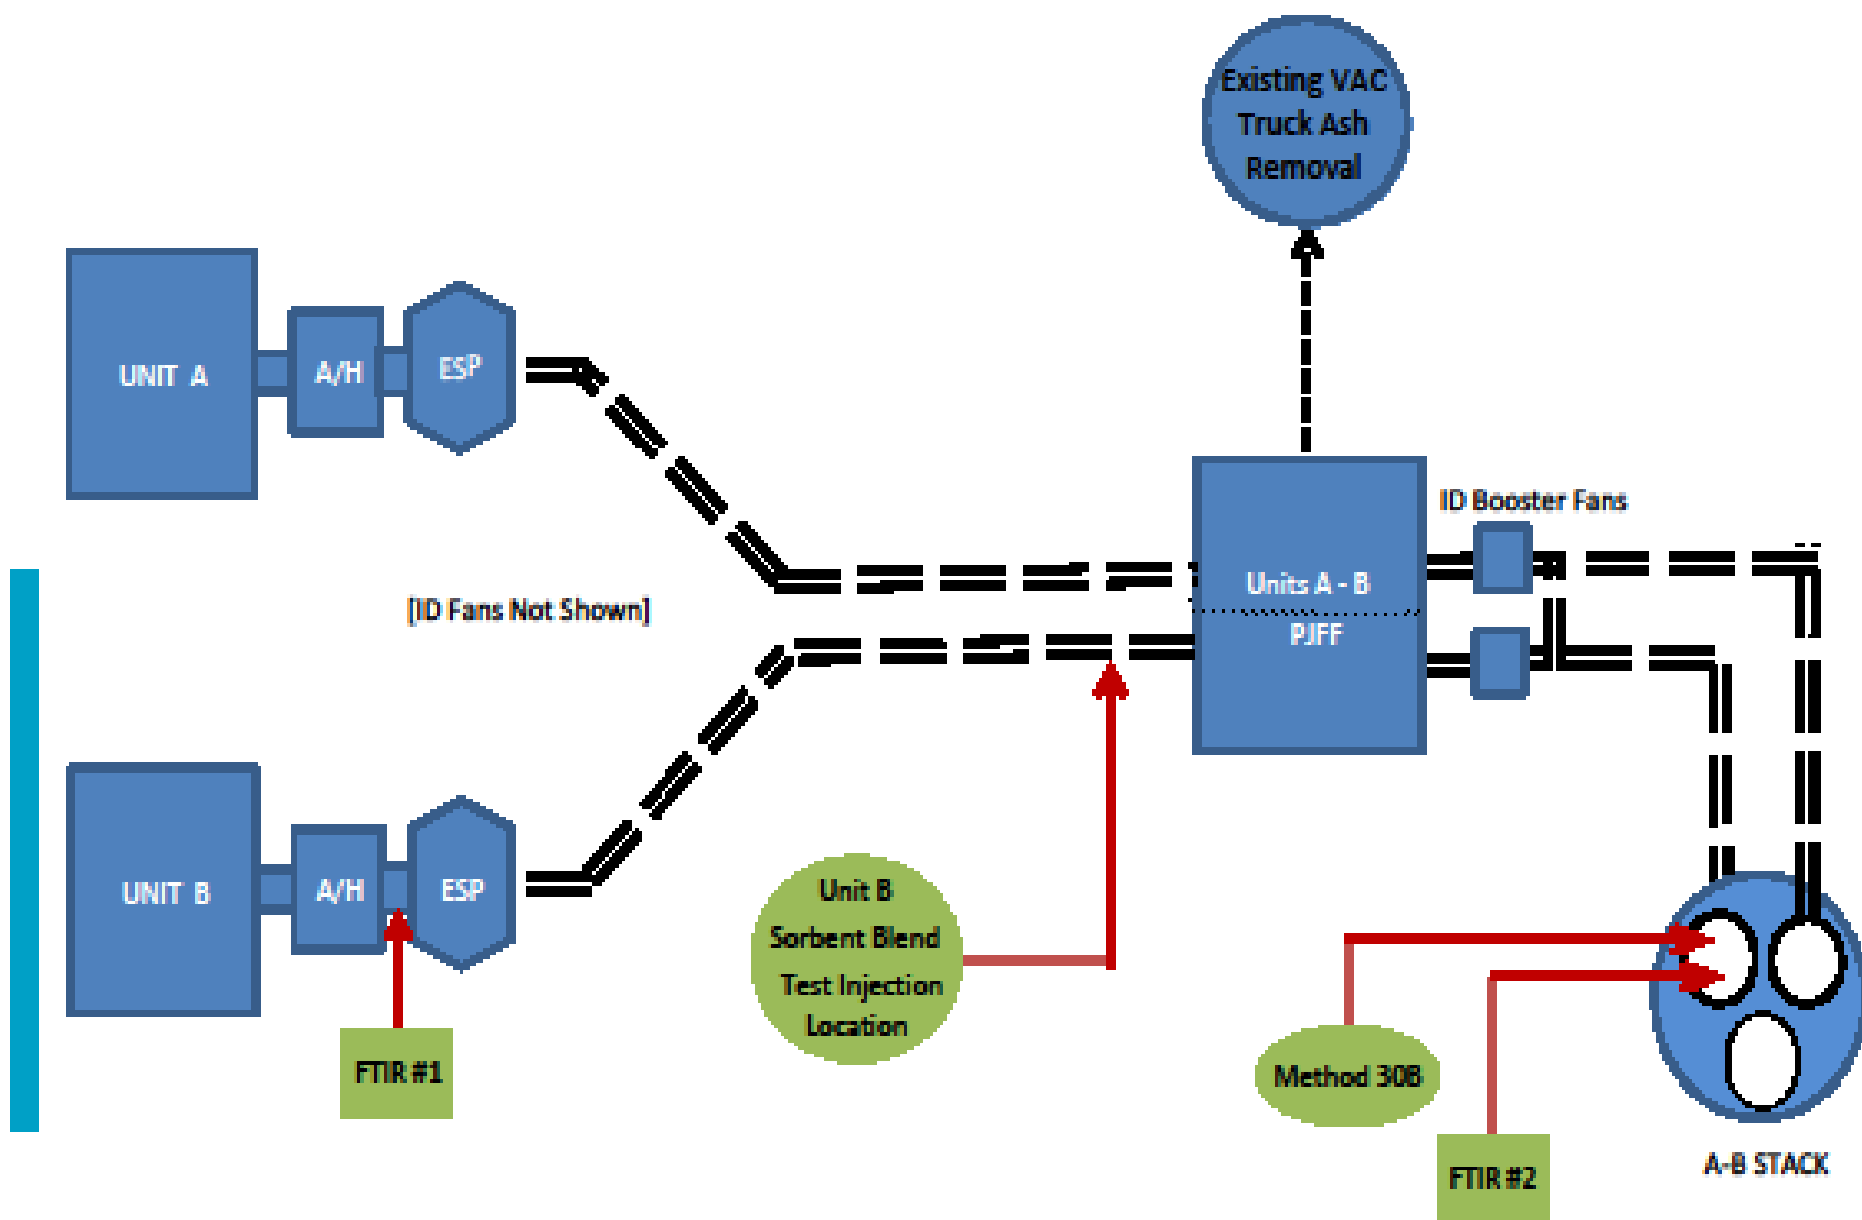 Existing VAC
Truck Ash
Removal
UNIT A
A/H
ESP
ID Booster Fans
[ID Fans Not Shown]
Units A - B
PJFF
UNIT B
A/H
ESP
Unit B
Sorbent Blend
Test Injection
Location
FTIR #1
Method 30B
FTIR #2
A-B STACK